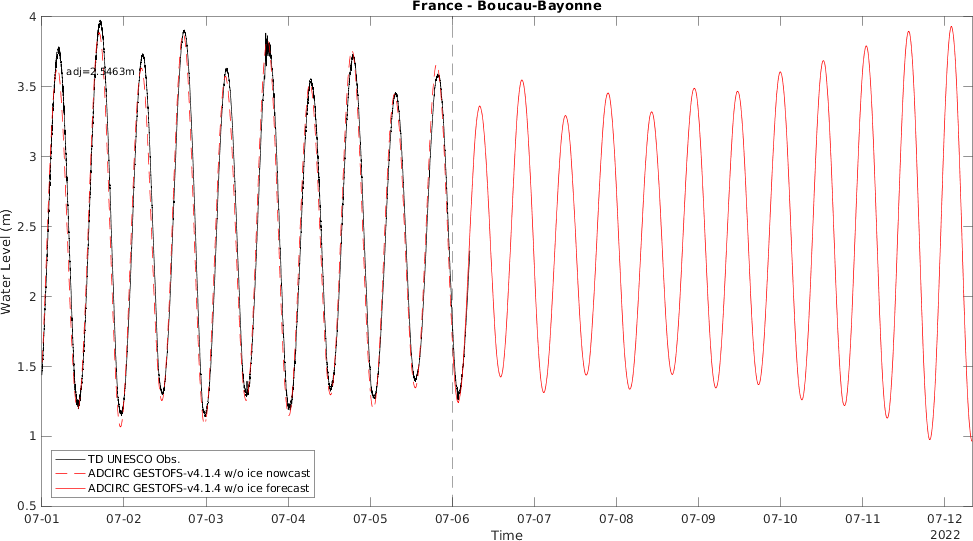 France - Boucau-Bayonne
4
3.5
3
2.5
2
1.5
1
0.5
Water Level (m)
adj=2.5463m
TD UNESCO Obs.
ADCIRC GESTOFS-v4.1.4 w/o ice nowcast
ADCIRC GESTOFS-v4.1.4 w/o ice forecast
07-01 07-02 07-03 07-04 07-05 07-06 07-07 07-08 07-09 07-10 07-11 07-12
2022
Time